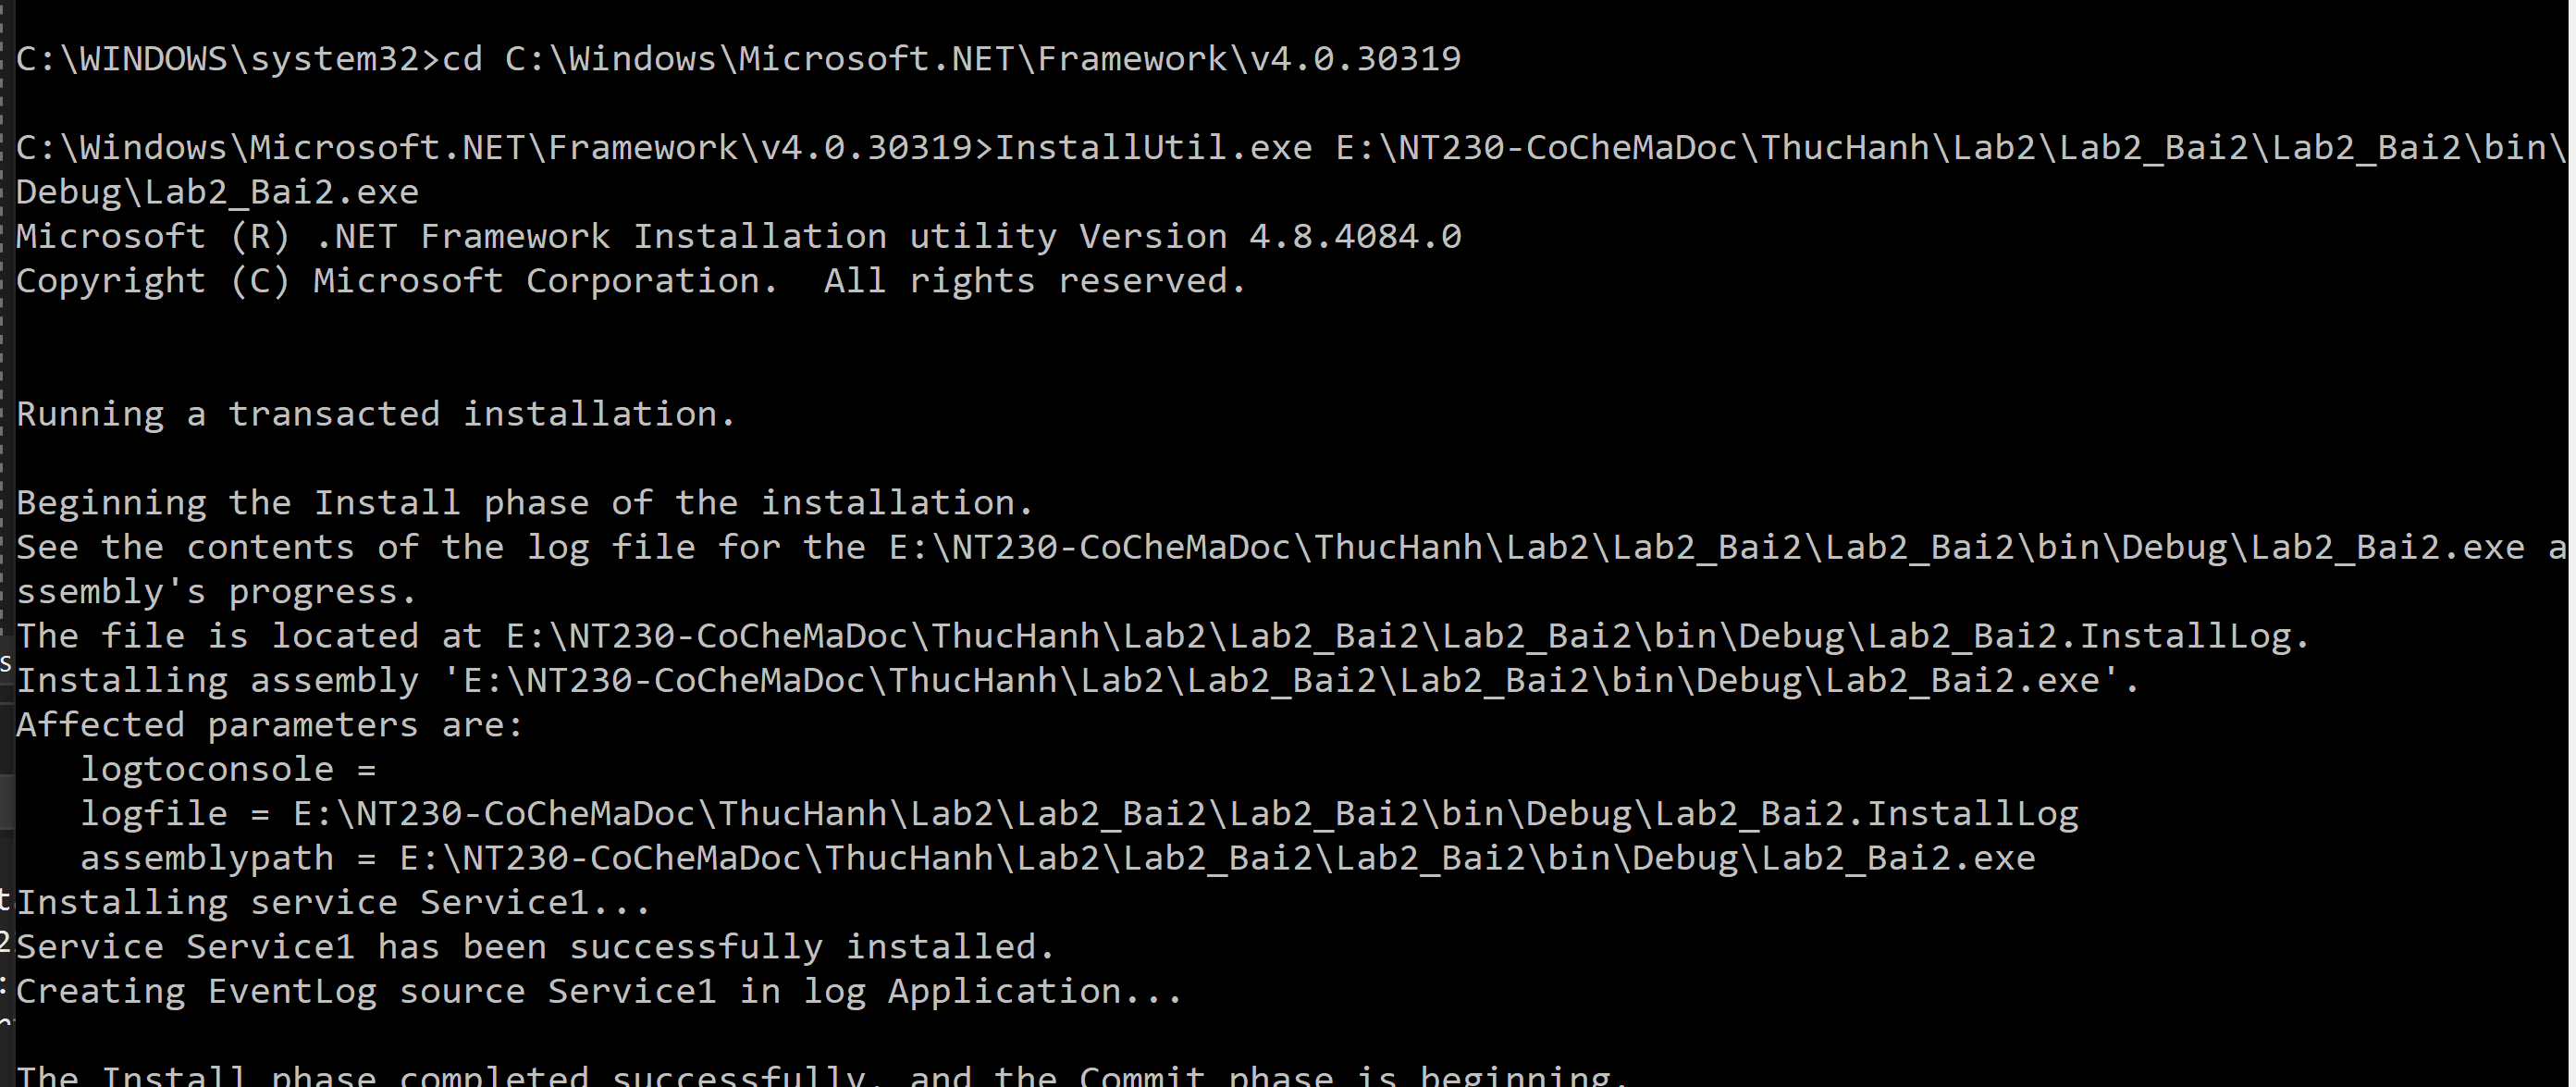 C:\WINDOWS\system32>cd C:\Windows\Microsoft.NET\Framework\v4.0.30319
C:\Windows\Microsoft.NET\Framework\v4.0.30319>InstallUtil.exe E:\NT230-CoCheMaDoc\ThucHanh\Lab2\Lab2_Bai2\Lab2_Bai2\bin\
Debug\Lab2_Bai2.exe
Microsoft (R) .NET Framework Installation utility Version 4.8.4084.0
Copyright (C) Microsoft Corporation.  All rights reserved.
Running a transacted installation.
Beginning the Install phase of the installation.
See the contents of the log file for the E:\NT230-CoCheMaDoc\ThucHanh\Lab2\Lab2_Bai2\Lab2_Bai2\bin\Debug\Lab2_Bai2.exe a
ssembly's progress.
The file is located at E:\NT230-CoCheMaDoc\ThucHanh\Lab2\Lab2_Bai2\Lab2_Bai2\bin\Debug\Lab2_Bai2.InstallLog.
Installing assembly 'E:\NT230-CoCheMaDoc\ThucHanh\Lab2\Lab2_Bai2\Lab2_Bai2\bin\Debug\Lab2_Bai2.exe'.
Affected parameters are:
   logtoconsole =
   logfile = E:\NT230-CoCheMaDoc\ThucHanh\Lab2\Lab2_Bai2\Lab2_Bai2\bin\Debug\Lab2_Bai2.InstallLog
   assemblypath = E:\NT230-CoCheMaDoc\ThucHanh\Lab2\Lab2_Bai2\Lab2_Bai2\bin\Debug\Lab2_Bai2.exe
Installing service Service1...
Service Service1 has been successfully installed.
Creating EventLog source Service1 in log Application...
The Install phase completed successfully, and the Commit phase is beginning.